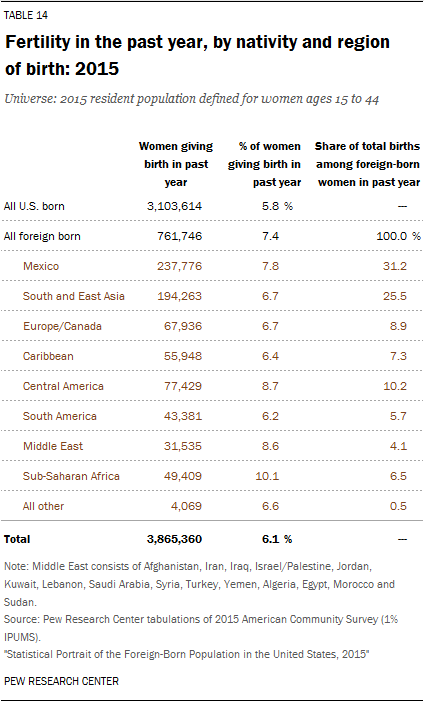 TABLE 14
Fertility in the past year, by nativity and region
of birth: 2015
Universe: 2015 resident population defined for women ages 15 to 44
Women giving birth in past year % of women giving birth in past year Share of total births among foreign-born women in past year
All U.S. born 3,103,614 5.8 % —
All foreign born 761,746 7.4 100.0 %
Mexico 237,776 7.8 31.2
South and East Asia 194,263 6.7 25.5
Europe/Canada 67,936 6.7 8.9
Caribbean 55,948 6.4 7.3
Central America 77,429 8.7 10.2
South America 43,381 6.2 5.7
Middle East 31,535 8.6 4.1
Sub-Saharan Africa 49,409 10.1 6.5
All other 4,069 6.6 0.5
Total 3,865,360 6.1 % —
Note: Middle East consists of Afghanistan, Iran, Iraq, Israel/Palestine, Jordan,
Kuwait, Lebanon, Saudi Arabia, Syria, Turkey, Yemen, Algeria, Egypt, Morocco and
Sudan.
Source: Pew Research Center tabulations of 2015 American Community Survey (1%
IPUMS).
"Statistical Portrait of the Foreign-Born Population in the United States, 2015"
PEW RESEARCH CENTER